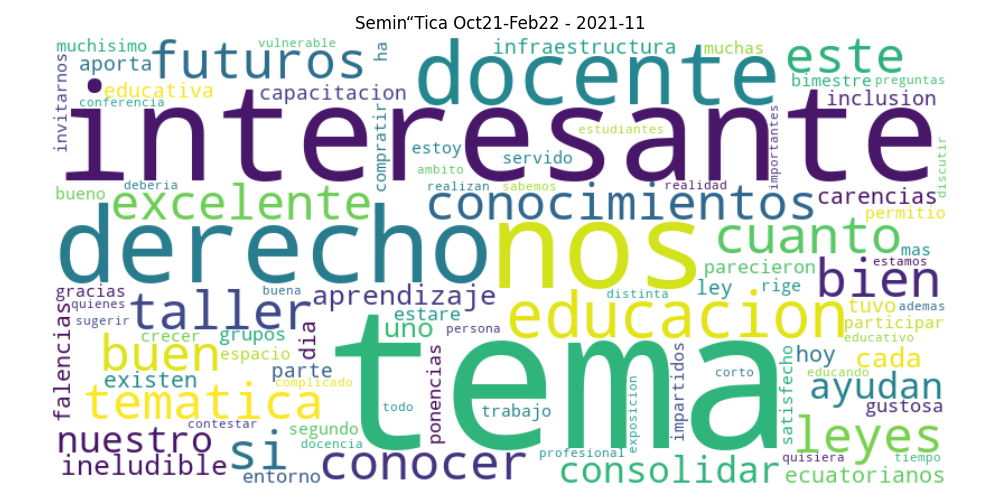 Semin“Tica Oct21-Feb22 - 2021-11
muchisimo
futuros
vulnerable
ha
docente
infraestructura
muchas
este
aporta
bimestre
preguntas
invitarnos
educativa
conferencia
capacitacion
inclusion
interesante
compratir
estudiantes
importantes
discutir
estoy
servido
ambito
bueno
deberia
excelente
realizan
sabemos
realidad
conocimientos
carencias
permitio
derecho
nos
cuanto
mas
parecieron
estamos
bien
gracias
quienes
buena
aprendizaje
distinta
ley
rige
sugerir
taller
estare
educacion
tuvo
ademas
participar
falencias
crecer
grupos
dia
uno
persona
educativo
buen
espacio
tema
hoy
cada
existen
parte
complicado
ponencias
impartidos
satisfecho
corto
educando
ayudan
tematica
todo
trabajo
exposicion
gustosa
contestar
segundo
nuestro
si
docencia
leyes
ineludible
entorno
conocer
profesional
consolidar
quisiera
tiempo
ecuatorianos